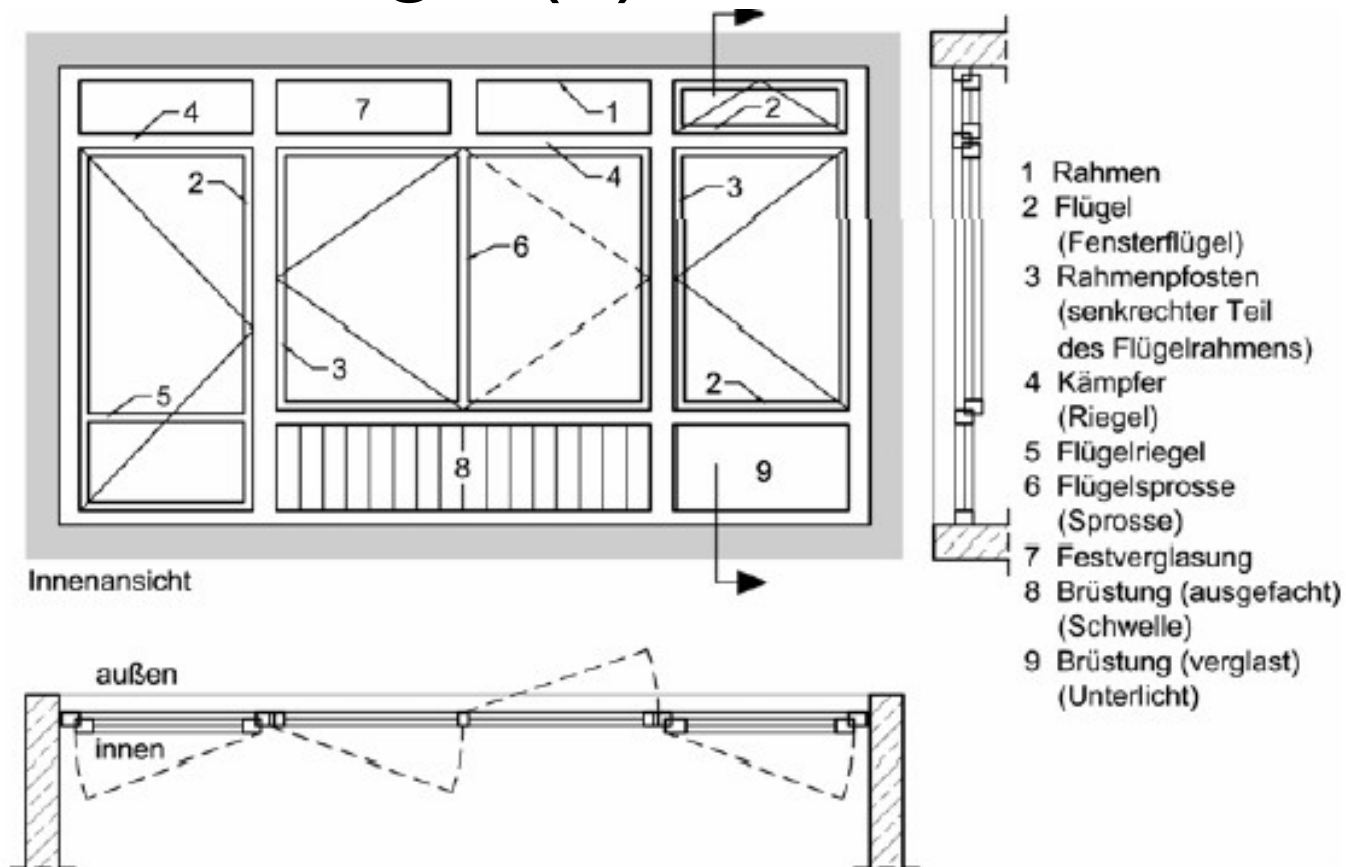 4
7
1
2
2
4
3
6
3
2
5
8
9
Innenansicht
1 Rahmen
2 Flügel
(Fensterflügel)
3 Rahmenpfosten
(senkrechter Teil
des Flügelrahmens)
4 Kämpfer
(Riegel)
5 Flügelriegel
6 Flügelsprosse
(Sprosse)
7 Festverglasung
8 Brüstung (ausgefacht)
(Schwelle)
9 Brüstung (verglast)
(Unterlicht)
außen
innen